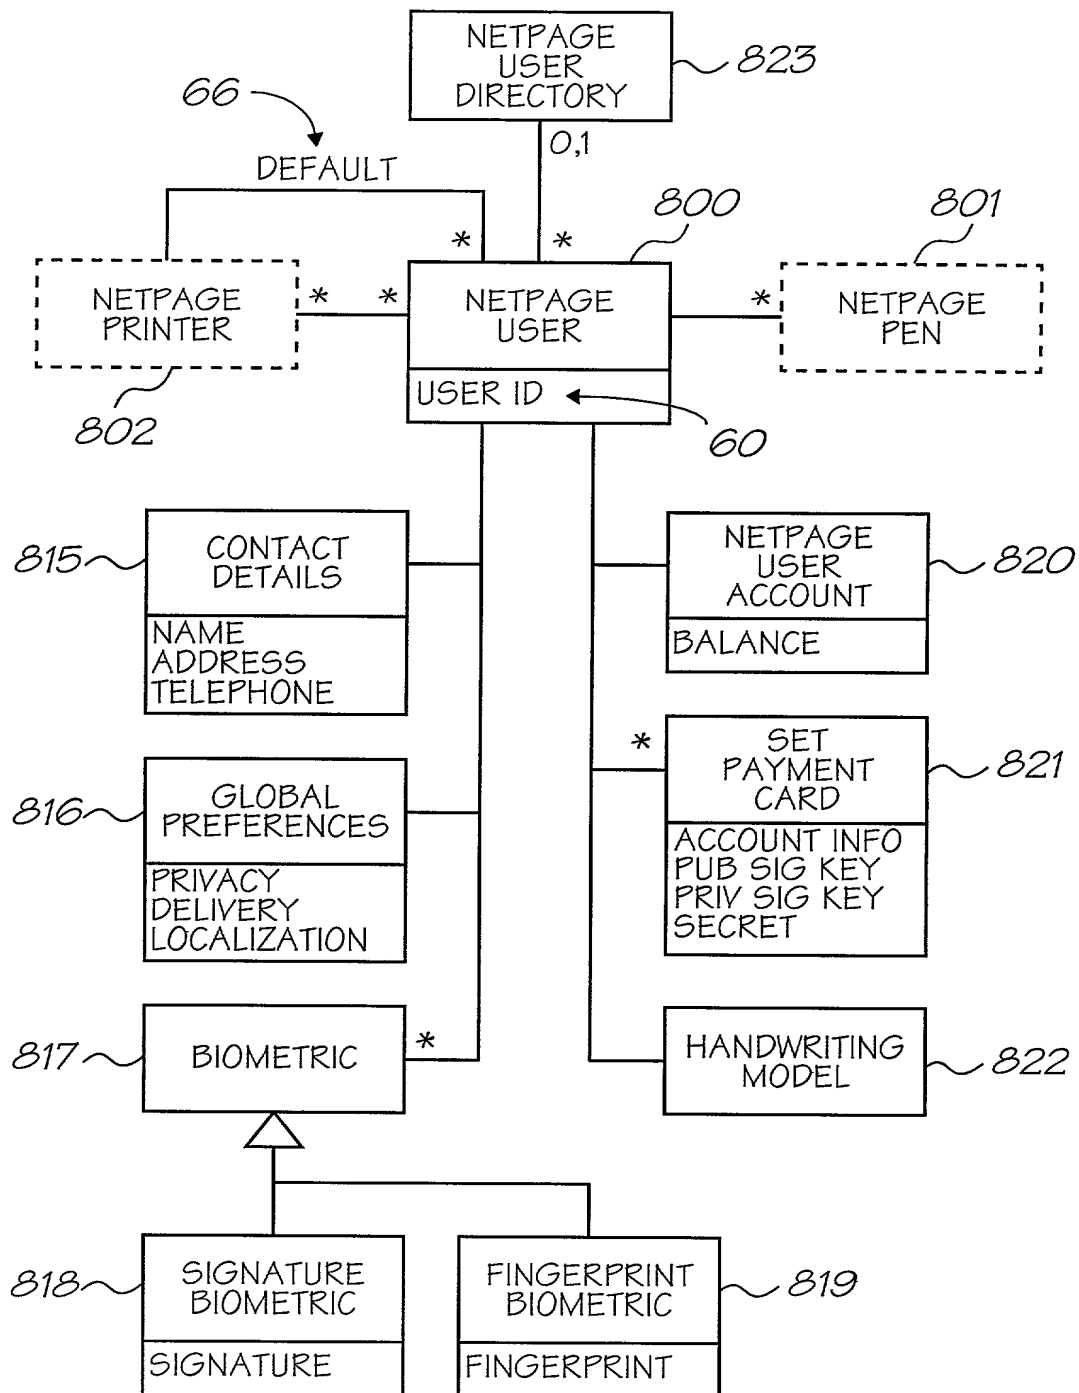 NETPAGE
USER
DIRECTORY
823
66
0,1
DEFAULT
800
801
*
*
NETPAGE
PRINTER
*
*
NETPAGE
USER
*
NETPAGE
PEN
USER ID
802
60
815
CONTACT
DETAILS
NAME
ADDRESS
TELEPHONE
NETPAGE
USER
ACCOUNT
820
BALANCE
816
GLOBAL
PREFERENCES
PRIVACY
DELIVERY
LOCALIZATION
*
SET
PAYMENT
CARD
821
ACCOUNT INFO
PUB SIG KEY
PRIV SIG KEY
SECRET
817
BIOMETRIC
*
HANDWRITING
MODEL
822
818
SIGNATURE
BIOMETRIC
SIGNATURE
FINGERPRINT
BIOMETRIC
819
FINGERPRINT